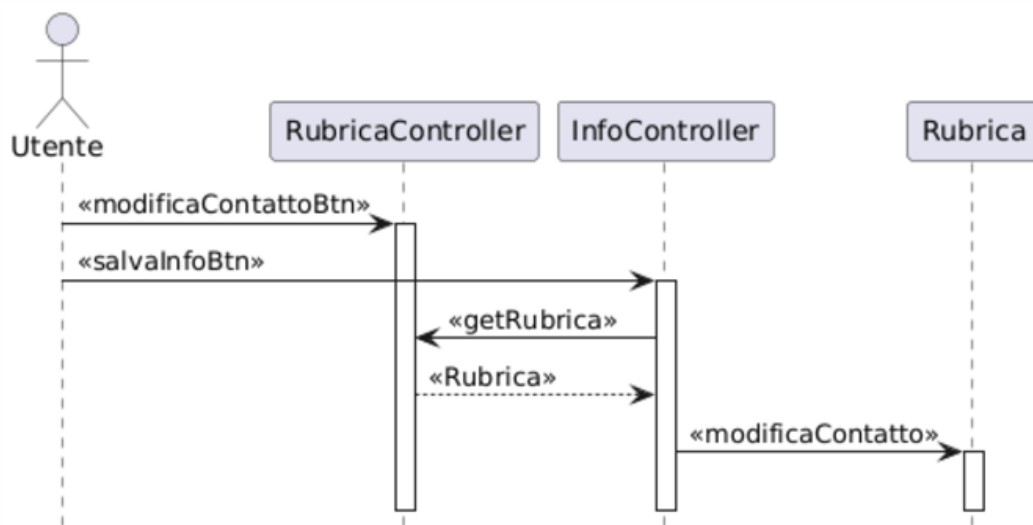 Utente
RubricaController
InfoController
Rubrica
«modificaContattoBtn»
«salvaInfoBtn»
«getRubrica»
«Rubrica»
«modificaContatto»